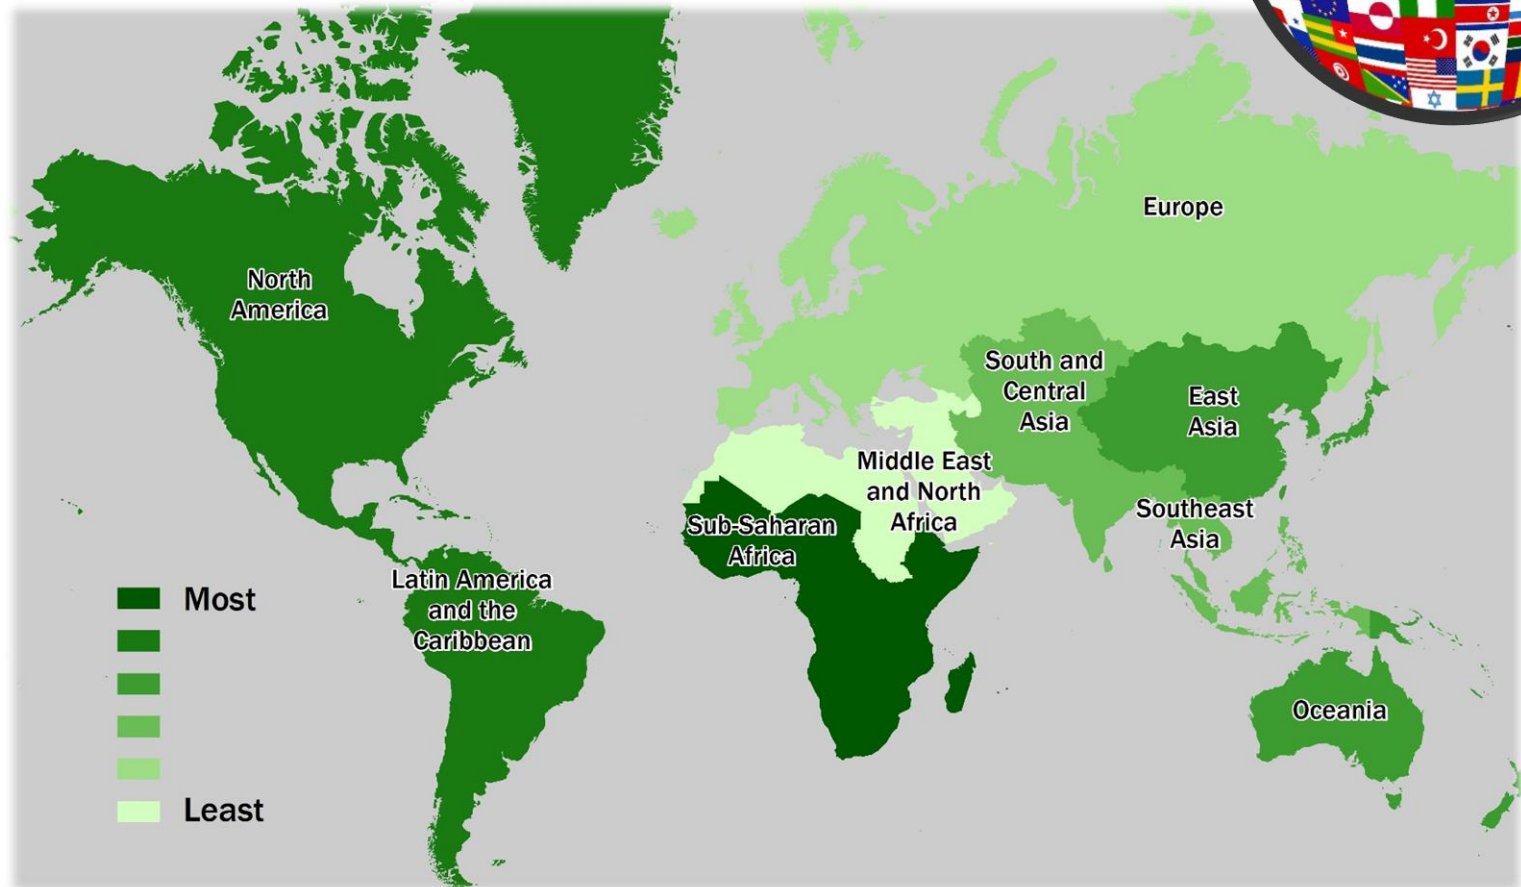 Europe
North
America
South and
Central
Asia
East
Asia
Middle East
and North
Africa
Southeast
Asia
Sub-Saharan
Africa
Latin America
and the
Caribbean
Oceania
Most
Least